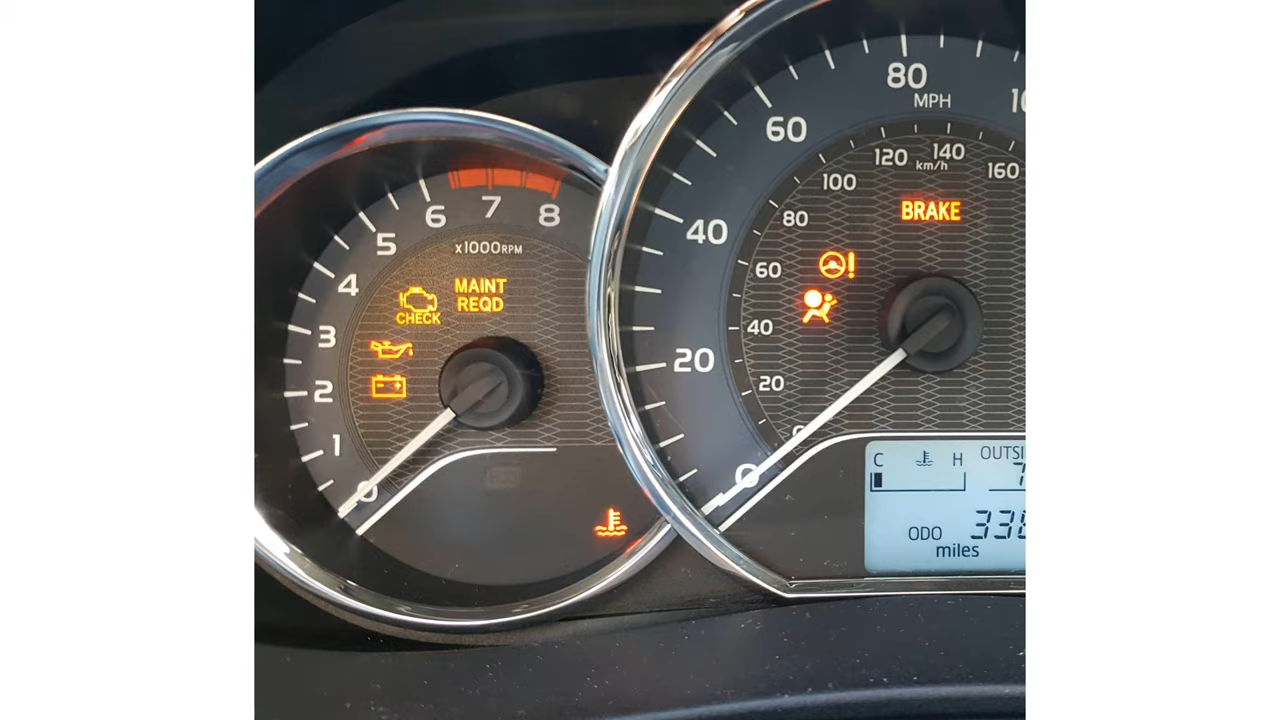 80
MPH
60
40
20
0
120
140
km/h
160
100
80
60
40
20
BRAKE
8
7
6
5
4
3
2
1
0
x1000RPM
MAINT
REQD
CHECK
C H
OUTSI
ODO
miles